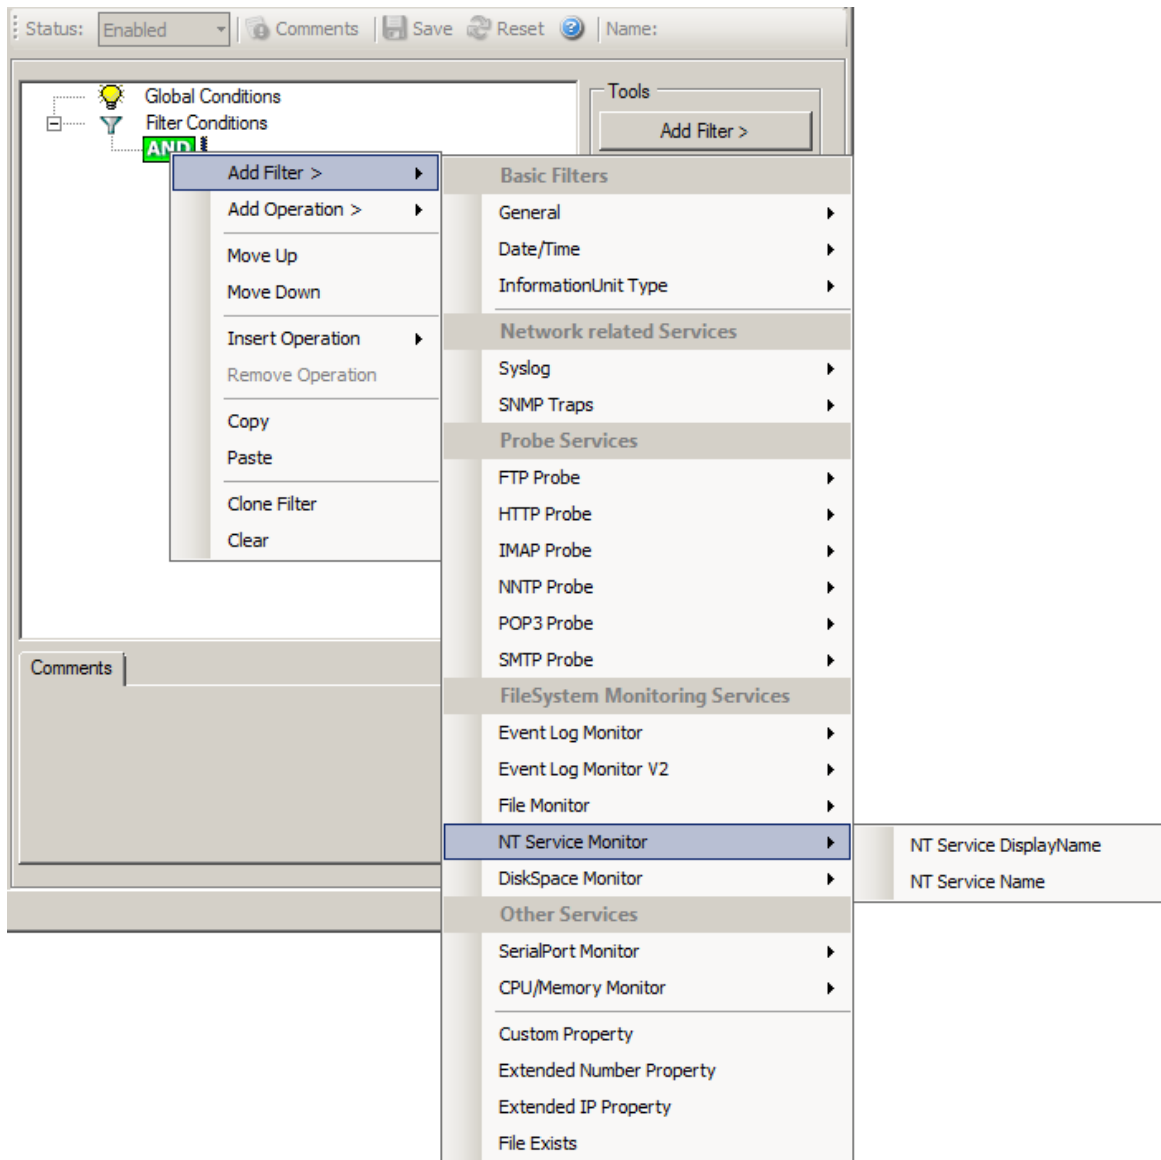 Status: Enabled Comments Save Reset Name:
Global Conditions
Filter Conditions
AND
Tools
Add Filter >
Add Filter >
Add Operation >
Move Up
Move Down
Insert Operation
Remove Operation
Copy
Paste
Clone Filter
Clear
Basic Filters
General
Date/Time
InformationUnit Type
Network related Services
Syslog
SNMP Traps
Probe Services
FTP Probe
HTTP Probe
IMAP Probe
NNTP Probe
POP3 Probe
SMTP Probe
FileSystem Monitoring Services
Event Log Monitor
Event Log Monitor V2
File Monitor
NT Service Monitor
DiskSpace Monitor
Other Services
SerialPort Monitor
CPU/Memory Monitor
Custom Property
Extended Number Property
Extended IP Property
File Exists
NT Service DisplayName
NT Service Name
Comments